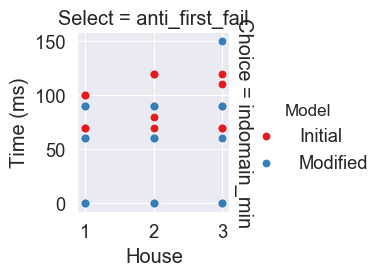 Select = anti_first_fail
Choice = indomain_min
Time (ms)
150
100
50
0
1 2 3
House
Model
Initial
Modified